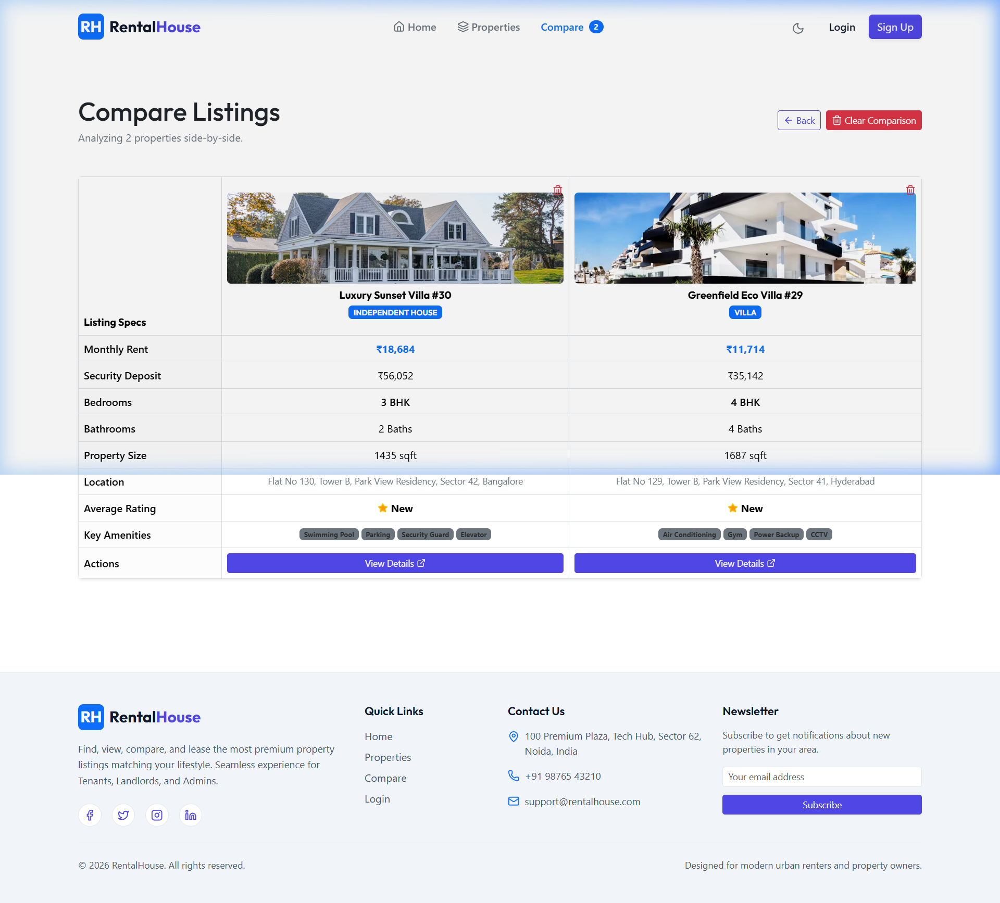 RH RentalHouse
Home
Properties
Compare 2
Login
Sign Up
Compare Listings
Analyzing 2 properties side-by-side.
Back
Clear Comparison
Listing Specs
Luxury Sunset Villa #30
INDEPENDENT HOUSE
Greenfield Eco Villa #29
VILLA
Monthly Rent ₹18,684 ₹11,714
Security Deposit ₹56,052 ₹35,142
Bedrooms 3 BHK 4 BHK
Bathrooms 2 Baths 4 Baths
Property Size 1435 sqft 1687 sqft
Location Flat No 130, Tower B, Park View Residency, Sector 42, Bangalore Flat No 129, Tower B, Park View Residency, Sector 41, Hyderabad
Average Rating New New
Key Amenities Swimming Pool Parking Security Guard Elevator Air Conditioning Gym Power Backup CCTV
Actions View Details View Details
RH RentalHouse
Find, view, compare, and lease the most premium property
listings matching your lifestyle. Seamless experience for
Tenants, Landlords, and Admins.
Quick Links
Home
Properties
Compare
Login
Contact Us
100 Premium Plaza, Tech Hub, Sector 62,
Noida, India
+91 98765 43210
support@rentalhouse.com
Newsletter
Subscribe to get notifications about new
properties in your area.
Your email address
Subscribe
© 2026 RentalHouse. All rights reserved.
Designed for modern urban renters and property owners.